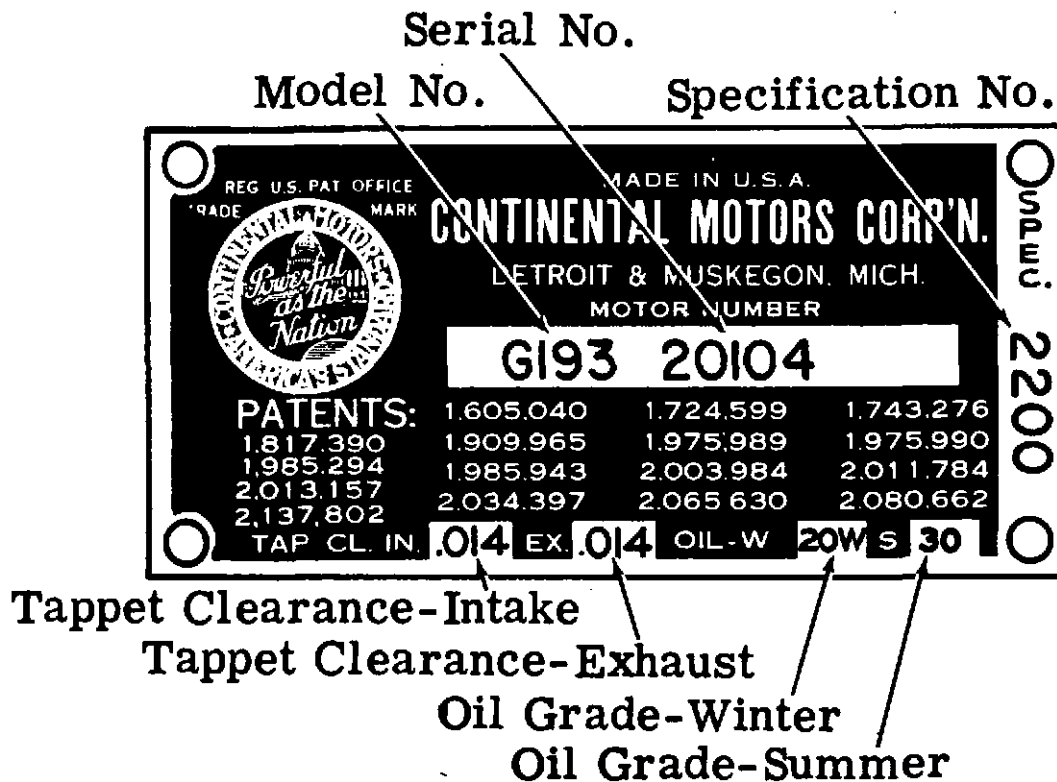 Serial No.
Model No.
Specification No.
REG U.S. PAT OFFICE
TRADE MARK
CONTINENTAL MOTORS
AMERICA'S STANDARD
Powerful
as the
Nation
MADE IN U.S.A.
CONTINENTAL MOTORS CORP'N.
DETROIT & MUSKEGON. MICH.
MOTOR NUMBER
G193 20104
SPEC. 2200
PATENTS: 1.605.040 1.724.599 1.743.276
1.817.390 1.909.965 1.975.989 1.975.990
1,985.294 1.985.943 2.003.984 2.011.784
2.013.157 2.034.397 2.065 630 2.080.662
2,137,802
TAP CL. IN. .014 EX. .014 OIL-W 20W S 30
Tappet Clearance-Intake
Tappet Clearance-Exhaust
Oil Grade-Winter
Oil Grade-Summer